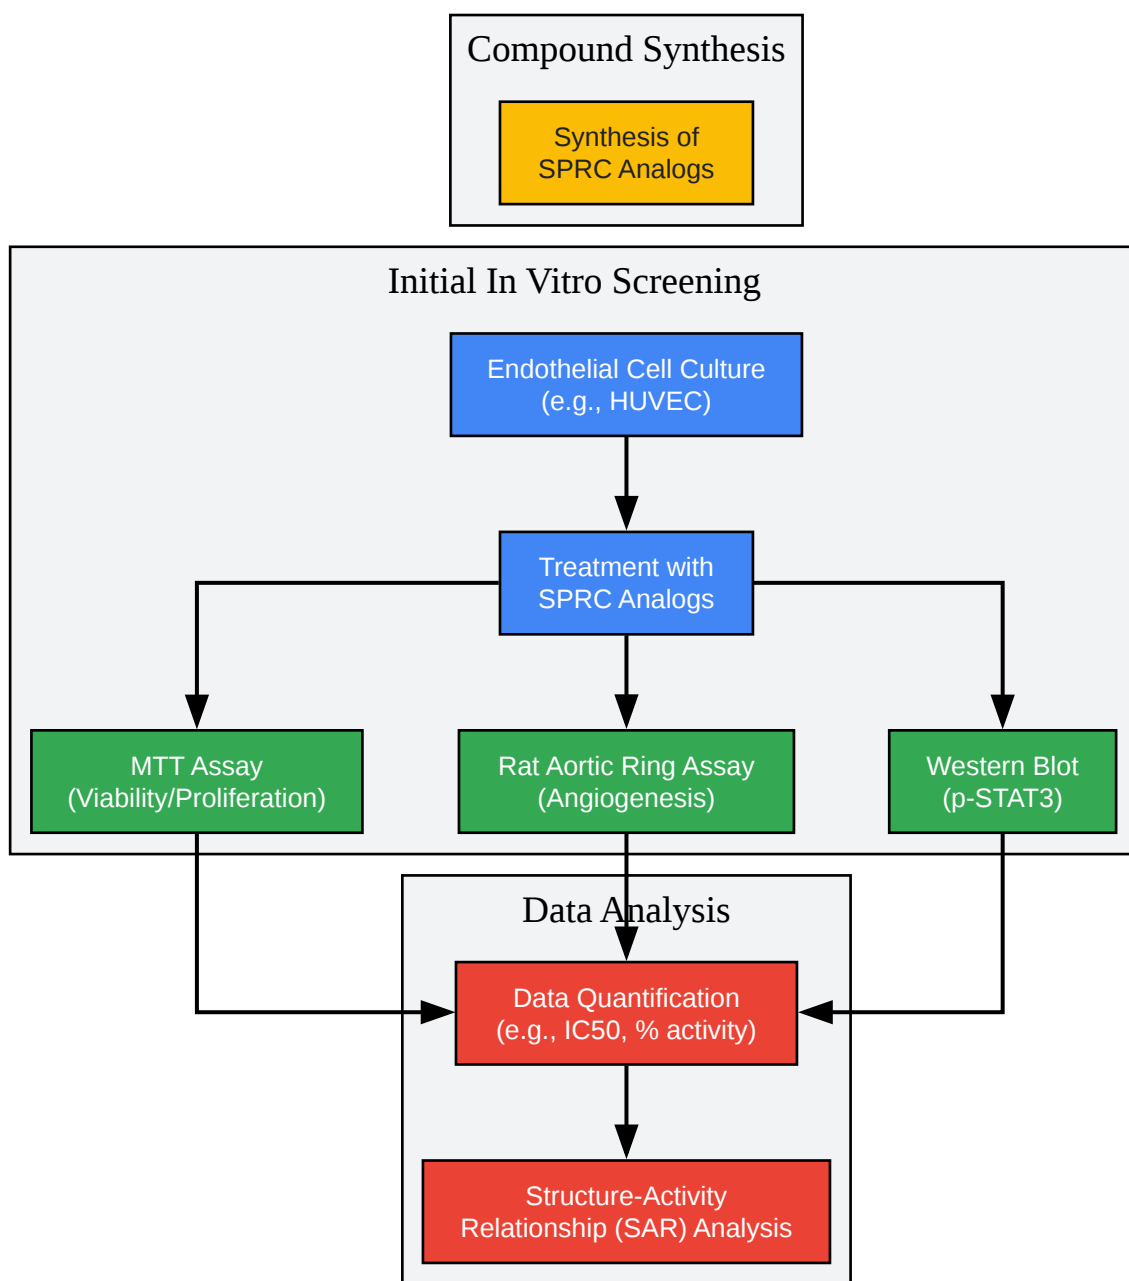 Compound Synthesis
Synthesis of
SPRC Analogs
Initial In Vitro Screening
Endothelial Cell Culture
(e.g., HUVEC)
Treatment with
SPRC Analogs
MTT Assay
(Viability/Proliferation)
Rat Aortic Ring Assay
(Angiogenesis)
Western Blot
(p-STAT3)
Data Analysis
Data Quantification
(e.g., IC50, % activity)
Structure-Activity
Relationship (SAR) Analysis